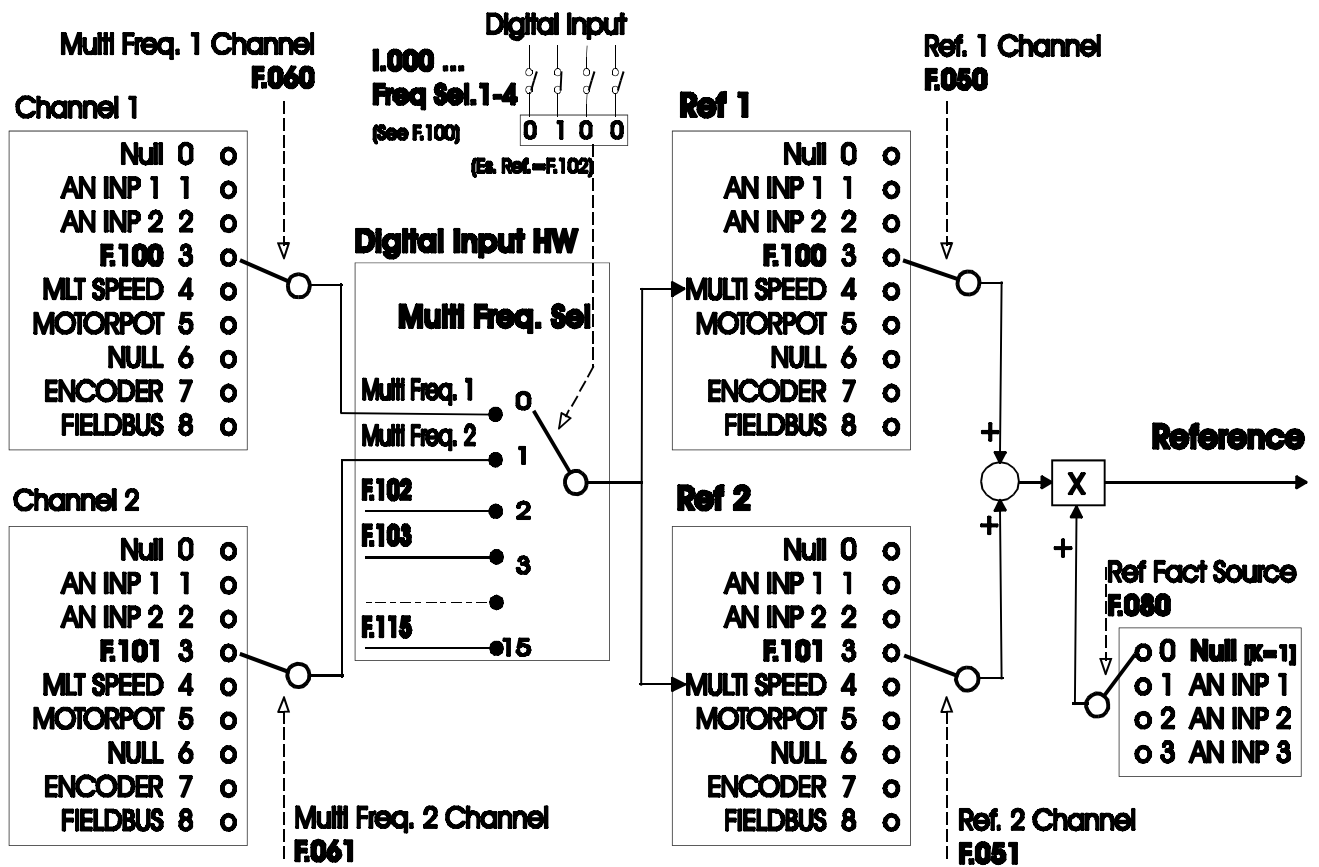 Digital Input
Multi Freq. 1 Channel
F.060
I.000 ...
Freq Sel.1-4
(See F.100)
0 1 0 0
(Es. Ref.=F.102)
Ref. 1 Channel
F.050
Channel 1
Null 0
AN INP 1 1
AN INP 2 2
F.100 3
MLT SPEED 4
MOTORPOT 5
NULL 6
ENCODER 7
FIELDBUS 8
Digital Input HW
Multi Freq. Sel
Multi Freq. 1
0
Multi Freq. 2
1
F.102
2
F.103
3
F.115
15
Ref 1
Null 0
AN INP 1 1
AN INP 2 2
F.100 3
MULTI SPEED 4
MOTORPOT 5
NULL 6
ENCODER 7
FIELDBUS 8
Channel 2
Null 0
AN INP 1 1
AN INP 2 2
F.101 3
MLT SPEED 4
MOTORPOT 5
NULL 6
ENCODER 7
FIELDBUS 8
Multi Freq. 2 Channel
F.061
Ref 2
Null 0
AN INP 1 1
AN INP 2 2
F.101 3
MULTI SPEED 4
MOTORPOT 5
NULL 6
ENCODER 7
FIELDBUS 8
Ref. 2 Channel
F.051
+
+
X
+
Reference
Ref Fact Source
F.080
0 Null [K=1]
1 AN INP 1
2 AN INP 2
3 AN INP 3